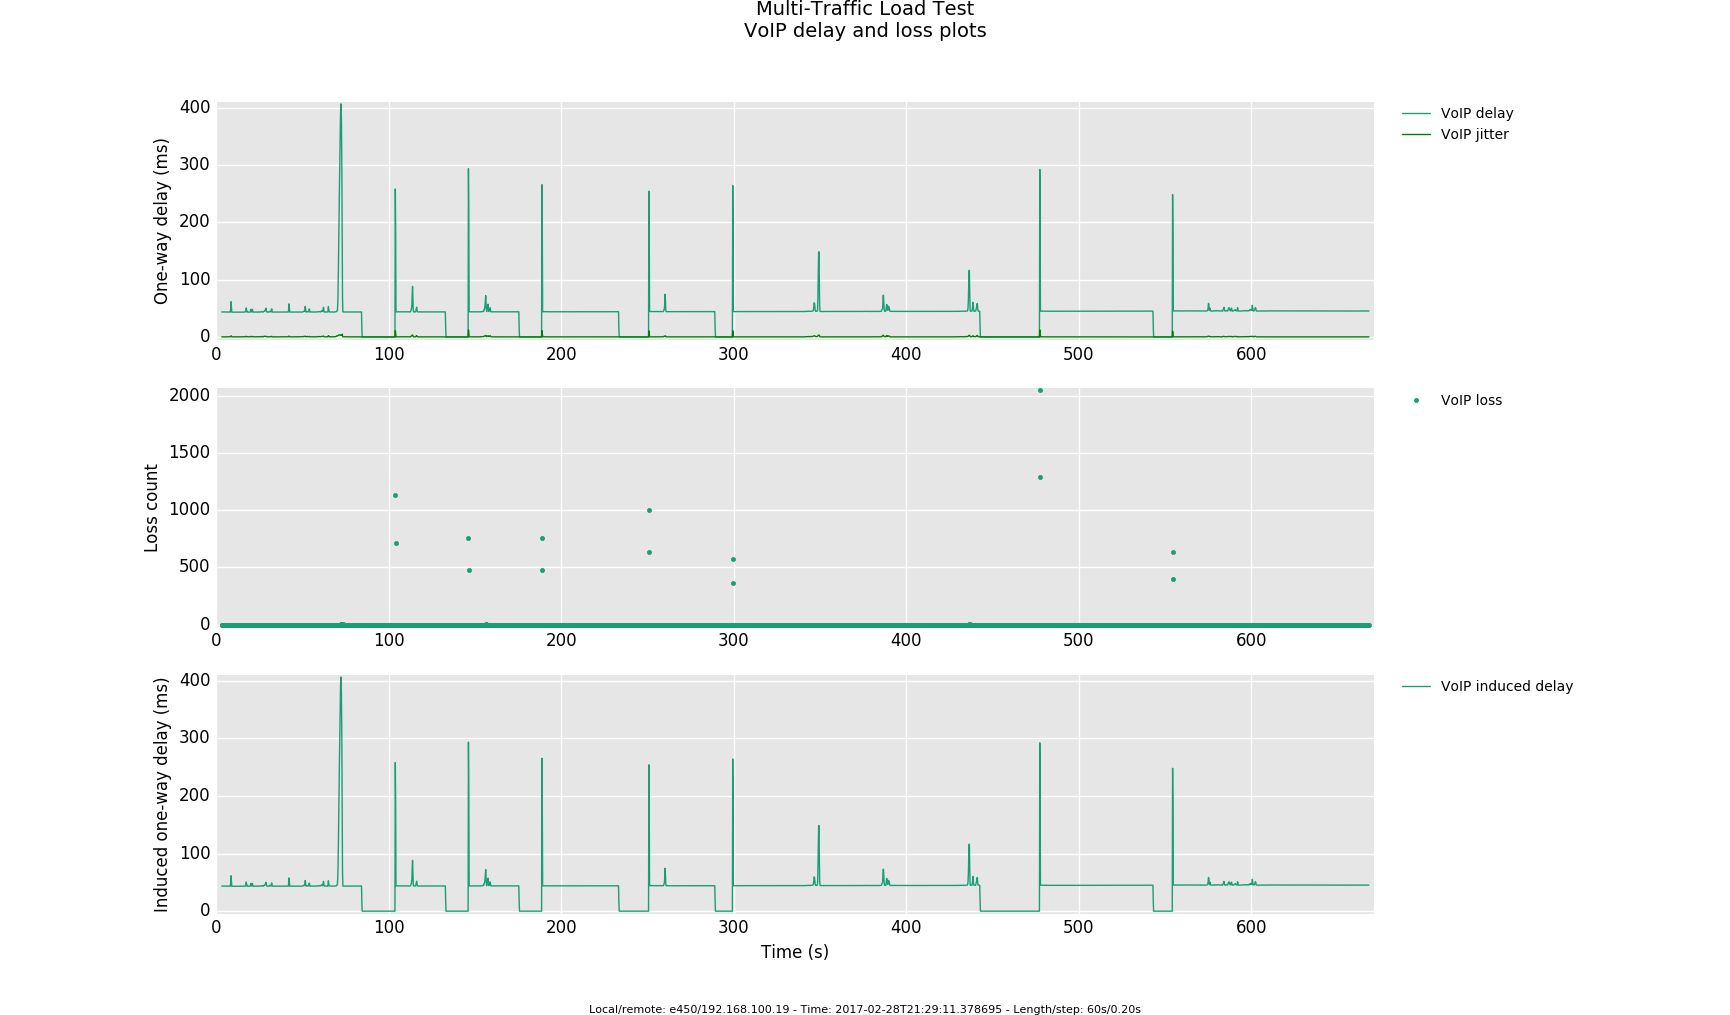 Multi-Traffic Load Test
VoIP delay and loss plots
One-way delay (ms)
400
300
200
100
0
0 100 200 300 400 500 600
VoIP delay
VoIP jitter
Loss count
2000
1500
1000
500
0
0 100 200 300 400 500 600
VoIP loss
Induced one-way delay (ms)
400
300
200
100
0
0 100 200 300 400 500 600
Time (s)
VoIP induced delay
Local/remote: e450/192.168.100.19 - Time: 2017-02-28T21:29:11.378695 - Length/step: 60s/0.20s